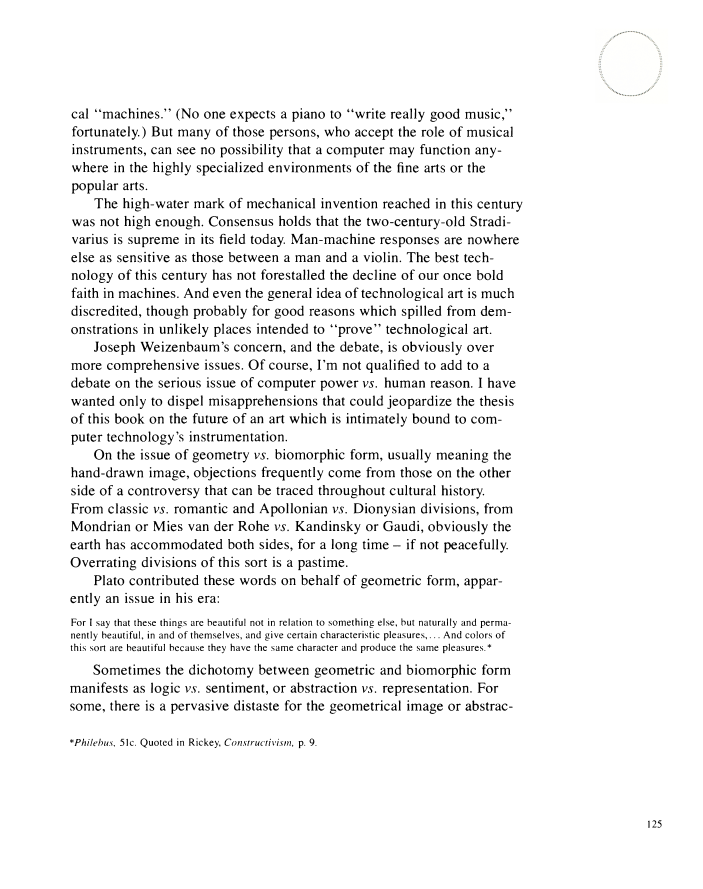 cal “machines.” (No one expects a piano to “write really good music,”
fortunately.) But many of those persons, who accept the role of musical
instruments, can see no possibility that a computer may function any-
where in the highly specialized environments of the fine arts or the
popular arts.
The high-water mark of mechanical invention reached in this century
was not high enough. Consensus holds that the two-century-old Stradi-
varius is supreme in its field today. Man-machine responses are nowhere
else as sensitive as those between a man and a violin. The best tech-
nology of this century has not forestalled the decline of our once bold
faith in machines. And even the general idea of technological art is much
discredited, though probably for good reasons which spilled from dem-
onstrations in unlikely places intended to “prove” technological art.
Joseph Weizenbaum’s concern, and the debate, is obviously over
more comprehensive issues. Of course, I’m not qualified to add to a
debate on the serious issue of computer power vs. human reason. I have
wanted only to dispel misapprehensions that could jeopardize the thesis
of this book on the future of an art which is intimately bound to com-
puter technology’s instrumentation.
On the issue of geometry vs. biomorphic form, usually meaning the
hand-drawn image, objections frequently come from those on the other
side of a controversy that can be traced throughout cultural history.
From classic vs. romantic and Apollonian vs. Dionysian divisions, from
Mondrian or Mies van der Rohe vs. Kandinsky or Gaudi, obviously the
earth has accommodated both sides, for a long time – if not peacefully.
Overrating divisions of this sort is a pastime.
Plato contributed these words on behalf of geometric form, appar-
ently an issue in his era:
For I say that these things are beautiful not in relation to something else, but naturally and perma-
nently beautiful, in and of themselves, and give certain characteristic pleasures,... And colors of
this sort are beautiful because they have the same character and produce the same pleasures.*
Sometimes the dichotomy between geometric and biomorphic form
manifests as logic vs. sentiment, or abstraction vs. representation. For
some, there is a pervasive distaste for the geometrical image or abstrac-
*Philebus, 51c. Quoted in Rickey, Constructivism, p. 9.
125